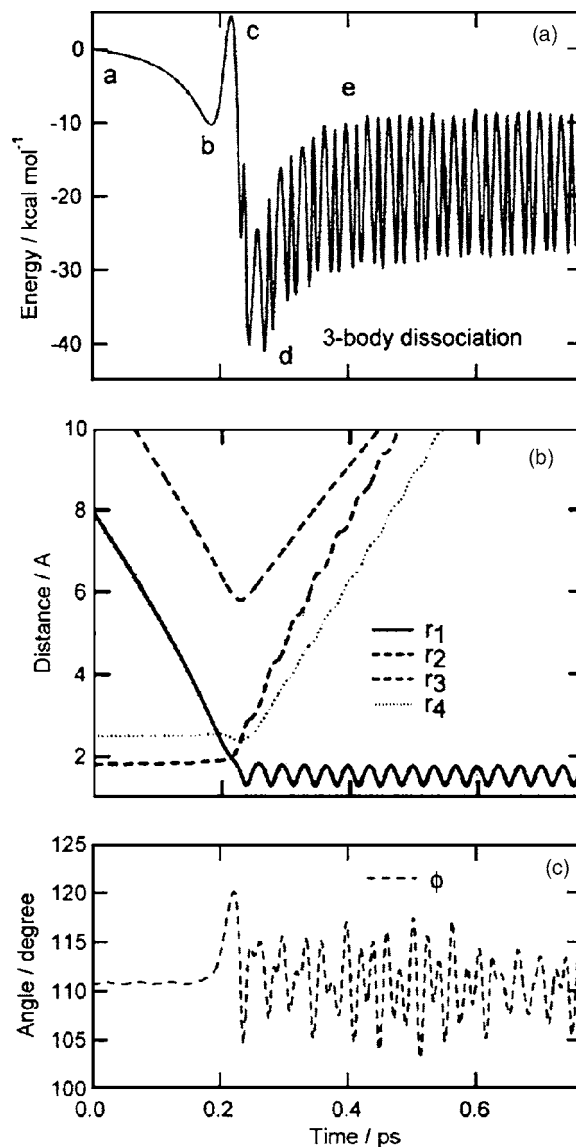 (a)
c
0
a
e
-10
b
-20
-30
-40
d
3-body dissociation
Energy / kcal mol⁻¹
10
(b)
8
6
r1
r2
4
r3
r4
2
Distance / A
125
(c)
120
ϕ
115
110
105
100
Angle / degree
0.0 0.2 0.4 0.6
Time / ps